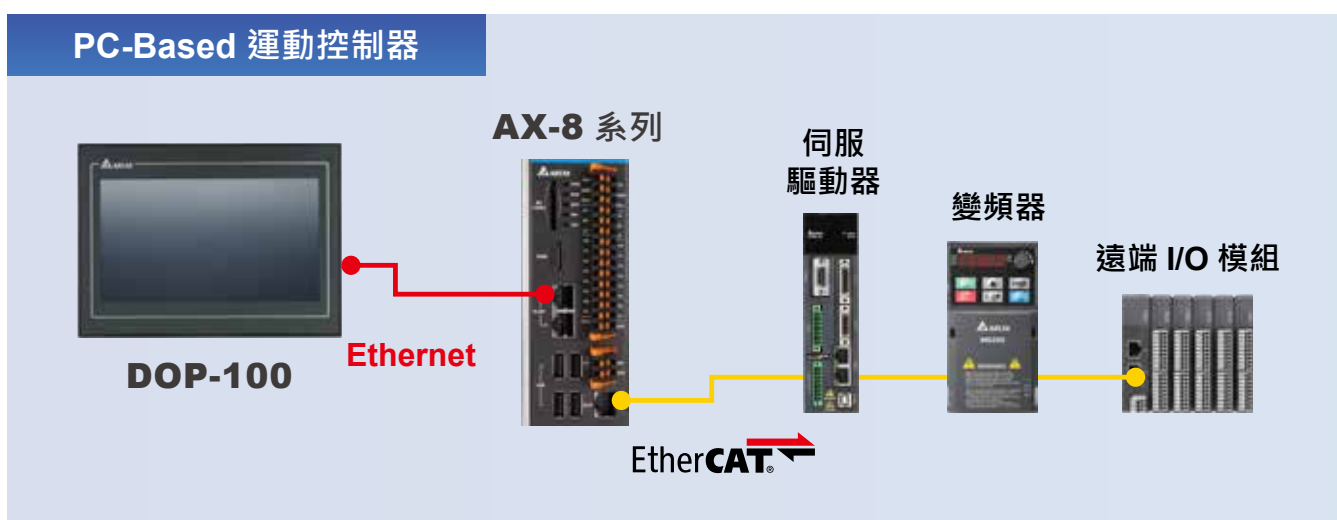 PC-Based 運動控制器
AX-8 系列
伺服
驅動器
變頻器
遠端 I/O 模組
Ethernet
DOP-100
EtherCAT®